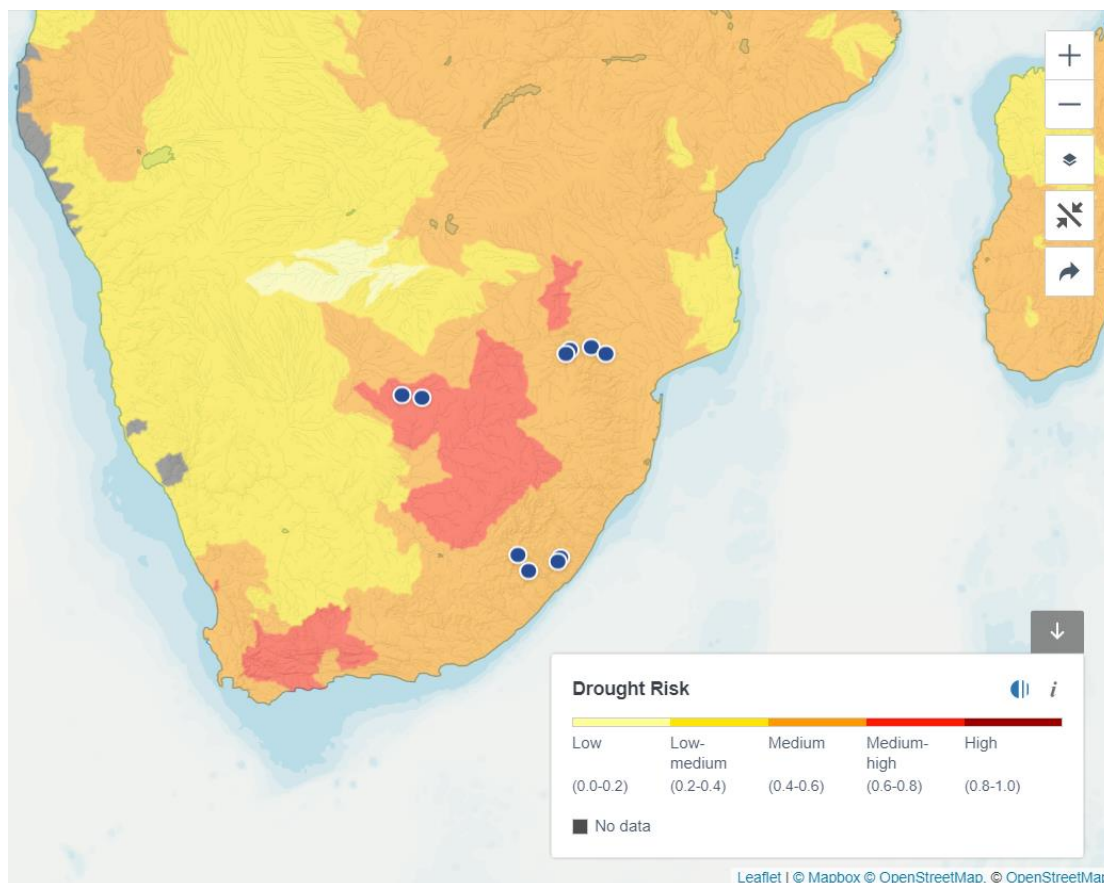 +
−
Drought Risk
i
Low Low-medium Medium Medium-high High
(0.0-0.2) (0.2-0.4) (0.4-0.6) (0.6-0.8) (0.8-1.0)
No data
Leaflet | © Mapbox © OpenStreetMap, © OpenStreetMap